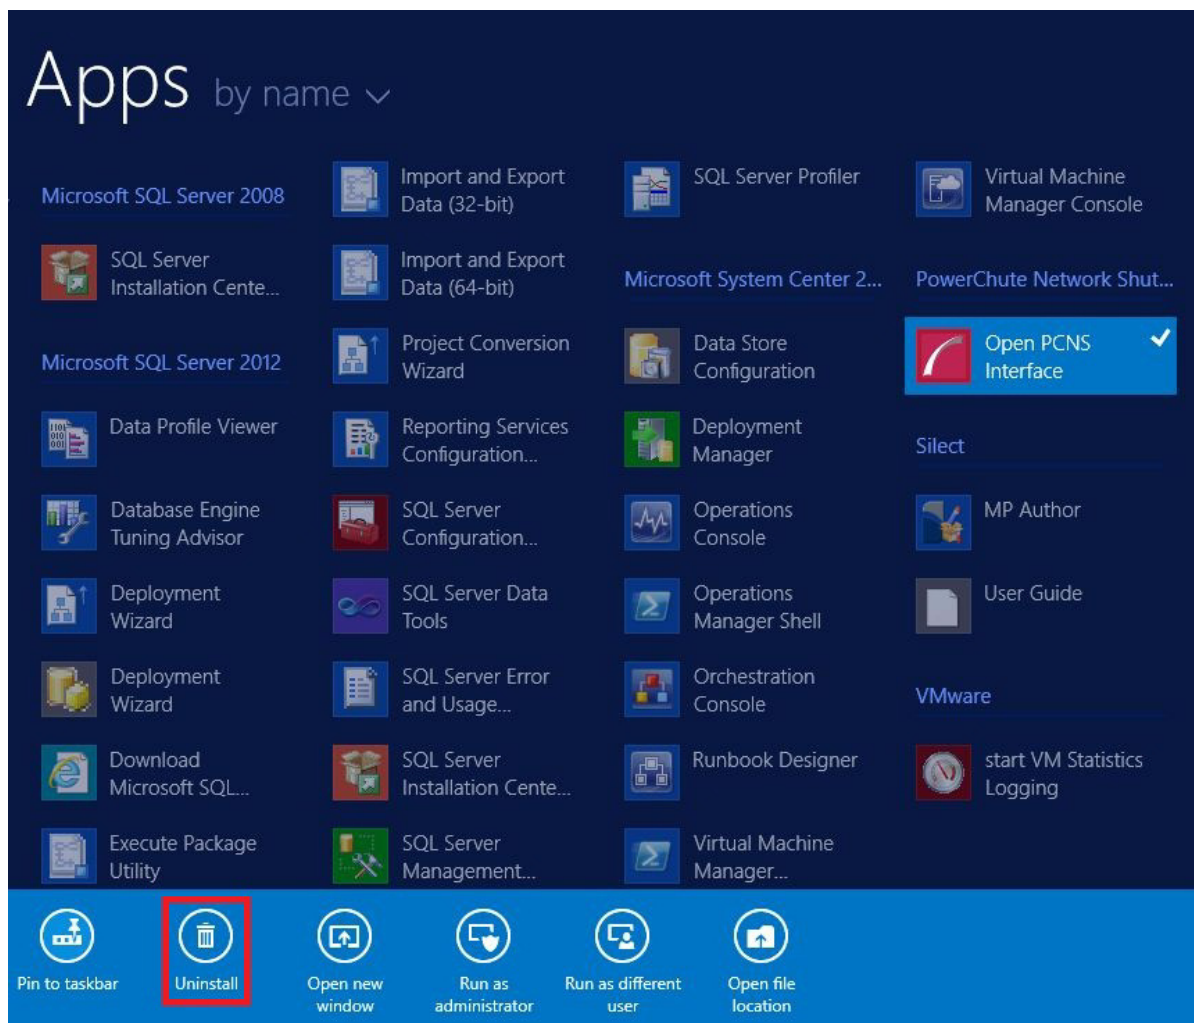 Apps by name
Microsoft SQL Server 2008
SQL Server
Installation Cente...
Microsoft SQL Server 2012
Data Profile Viewer
Database Engine
Tuning Advisor
Deployment
Wizard
Deployment
Wizard
Download
Microsoft SQL...
Execute Package
Utility
Import and Export
Data (32-bit)
Import and Export
Data (64-bit)
Project Conversion
Wizard
Reporting Services
Configuration...
SQL Server
Configuration...
SQL Server Data
Tools
SQL Server Error
and Usage...
SQL Server
Installation Cente...
SQL Server
Management...
SQL Server Profiler
Microsoft System Center 2...
Data Store
Configuration
Deployment
Manager
Operations
Console
Operations
Manager Shell
Orchestration
Console
Runbook Designer
Virtual Machine
Manager...
Virtual Machine
Manager Console
PowerChute Network Shut...
Open PCNS
Interface
Silect
MP Author
User Guide
VMware
start VM Statistics
Logging
Pin to taskbar
Uninstall
Open new
window
Run as
administrator
Run as different
user
Open file
location